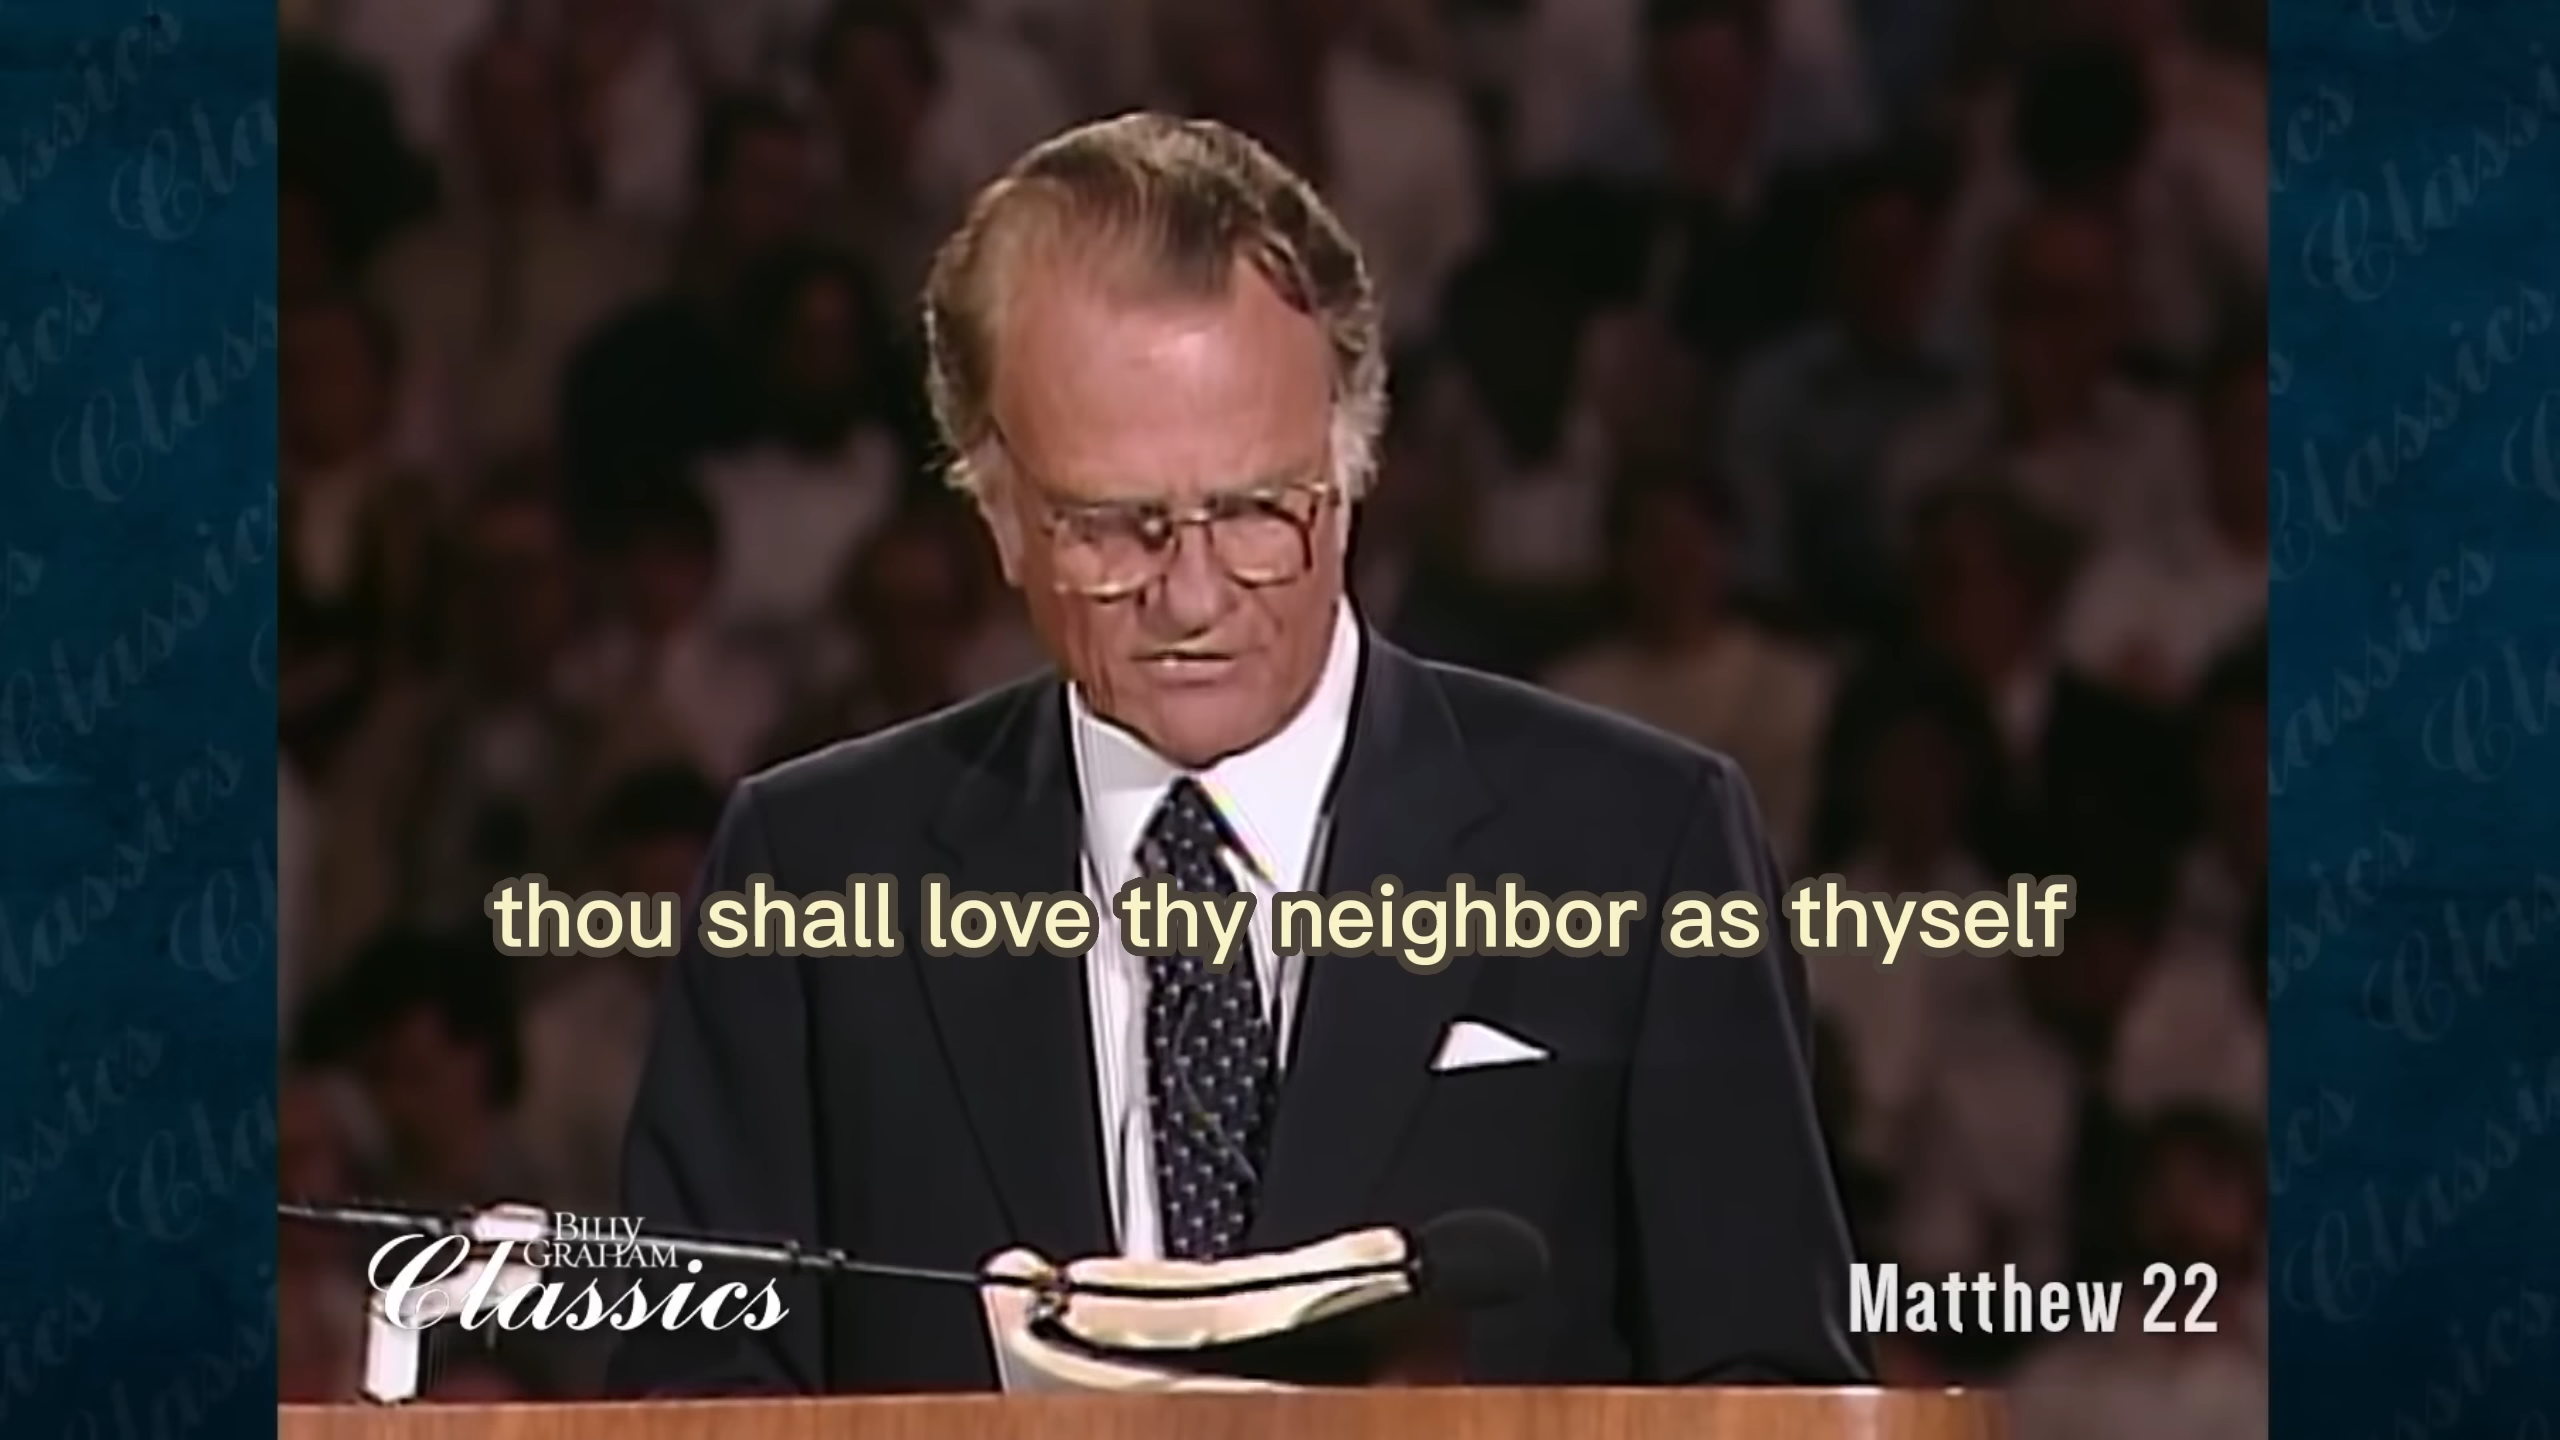 thou shall love thy neighbor as thyself
BILLY
GRAHAM
Classics
Matthew 22